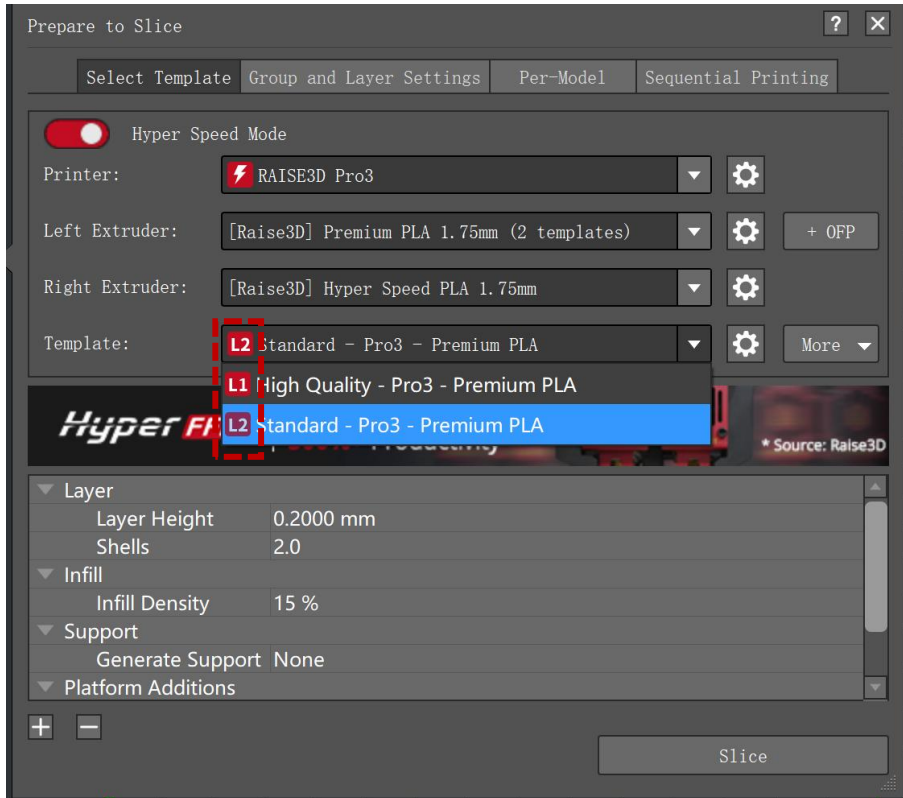 Prepare to Slice ?
Select Template Group and Layer Settings Per-Model Sequential Printing
Hyper Speed Mode
Printer: RAISE3D Pro3
Left Extruder: [Raise3D] Premium PLA 1.75mm (2 templates) + OFP
Right Extruder: [Raise3D] Hyper Speed PLA 1.75mm
Template: L2 Standard - Pro3 - Premium PLA More
L1 High Quality - Pro3 - Premium PLA
L2 Standard - Pro3 - Premium PLA
Hyper
* Source: Raise3D
Layer
Layer Height 0.2000 mm
Shells 2.0
Infill
Infill Density 15 %
Support
Generate Support None
Platform Additions
Slice